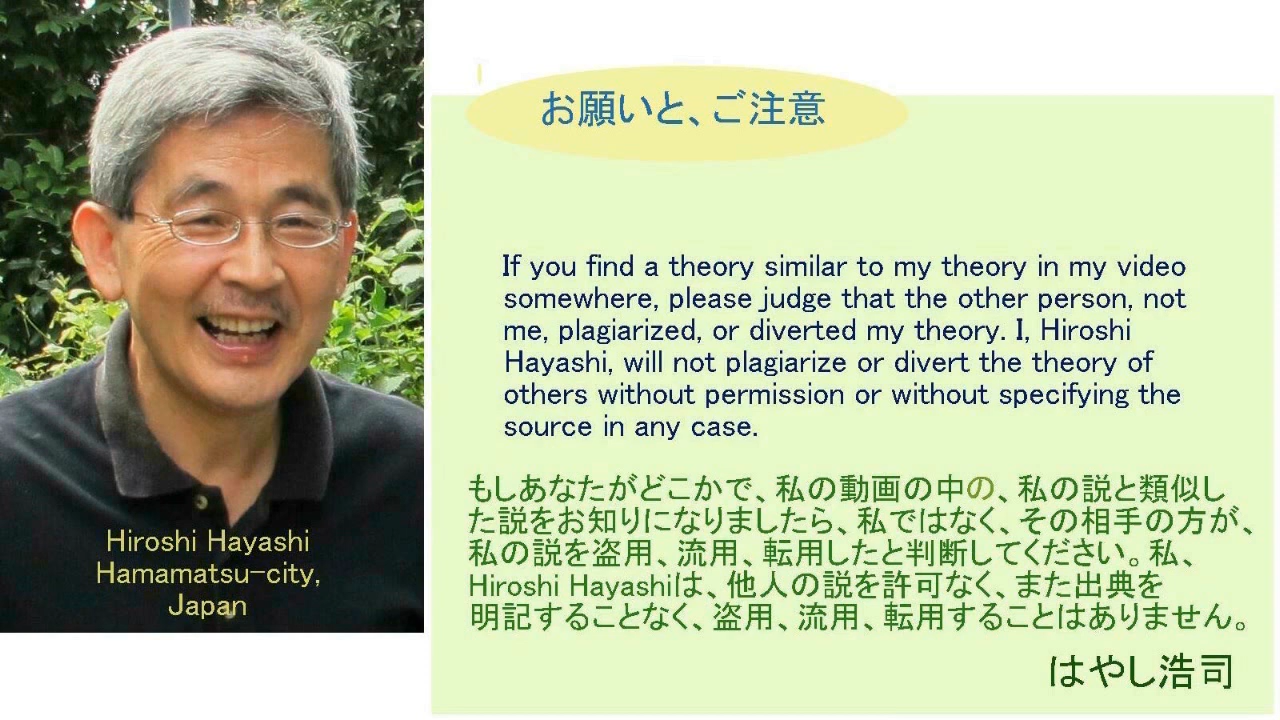 お願いと、ご注意
If you find a theory similar to my theory in my video
somewhere, please judge that the other person, not
me, plagiarized, or diverted my theory. I, Hiroshi
Hayashi, will not plagiarize or divert the theory of
others without permission or without specifying the
source in any case.
もしあなたがどこかで、私の動画の中の、私の説と類似し
た説をお知りになりましたら、私ではなく、その相手の方が、
私の説を盗用、流用、転用したと判断してください。私、
Hiroshi Hayashiは、他人の説を許可なく、また出典を
明記することなく、盗用、流用、転用することはありません。
はやし浩司
Hiroshi Hayashi
Hamamatsu-city,
Japan